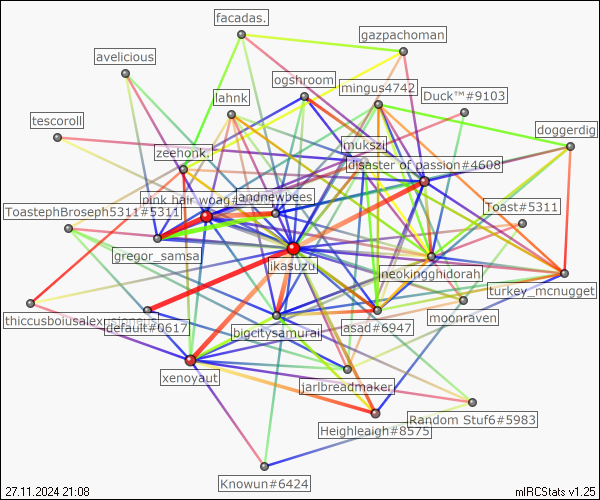 facadas.
gazpachoman
avelicious
ogshroom
mingus4742
lahnk
Duck™#9103
tescoroll
doggerdig
mukszi
zeehonk.
disaster of passion#4608
pink hair woag
andnewbees
ToastephBroseph5311#5311
Toast#5311
gregor_samsa
ikasuzu
neokingghidorah
turkey_mcnugget
thiccusboiusalexus
default#0617
bigcitysamurai
asad#6947
moonraven
xenoyaut
jarlbreadmaker
Random Stuf6#5983
Heighleaigh#8575
Knowun#6424
27.11.2024 21:08
mIRCStats v1.25